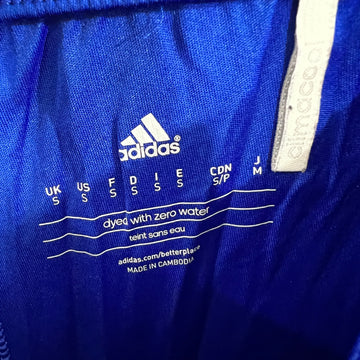 adidas®
UK US F D I E CDN J
S S S S S S S/P M
dyed with zero water
teint sans eau
adidas.com/betterplace
MADE IN CAMBODIA
climacool